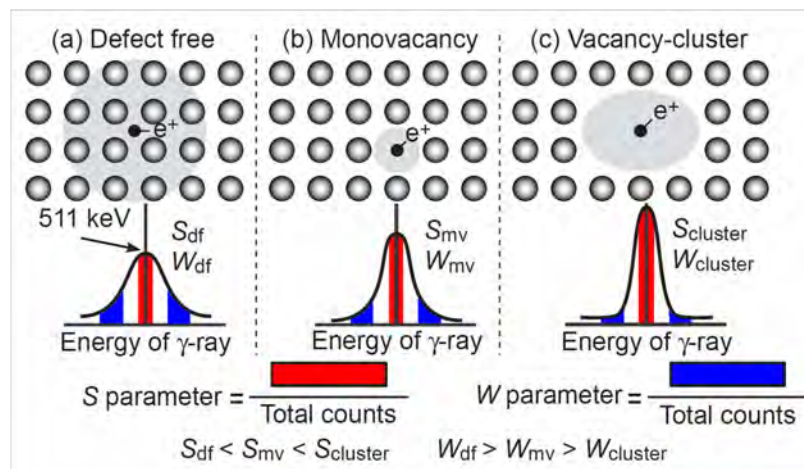 (a) Defect free
(b) Monovacancy
(c) Vacancy-cluster
e+
e+
e+
511 keV
Sdf
Wdf
Smv
Wmv
Scluster
Wcluster
Energy of γ-ray
Energy of γ-ray
Energy of γ-ray
S parameter =
Total counts
W parameter =
Total counts
Sdf < Smv < Scluster Wdf > Wmv > Wcluster